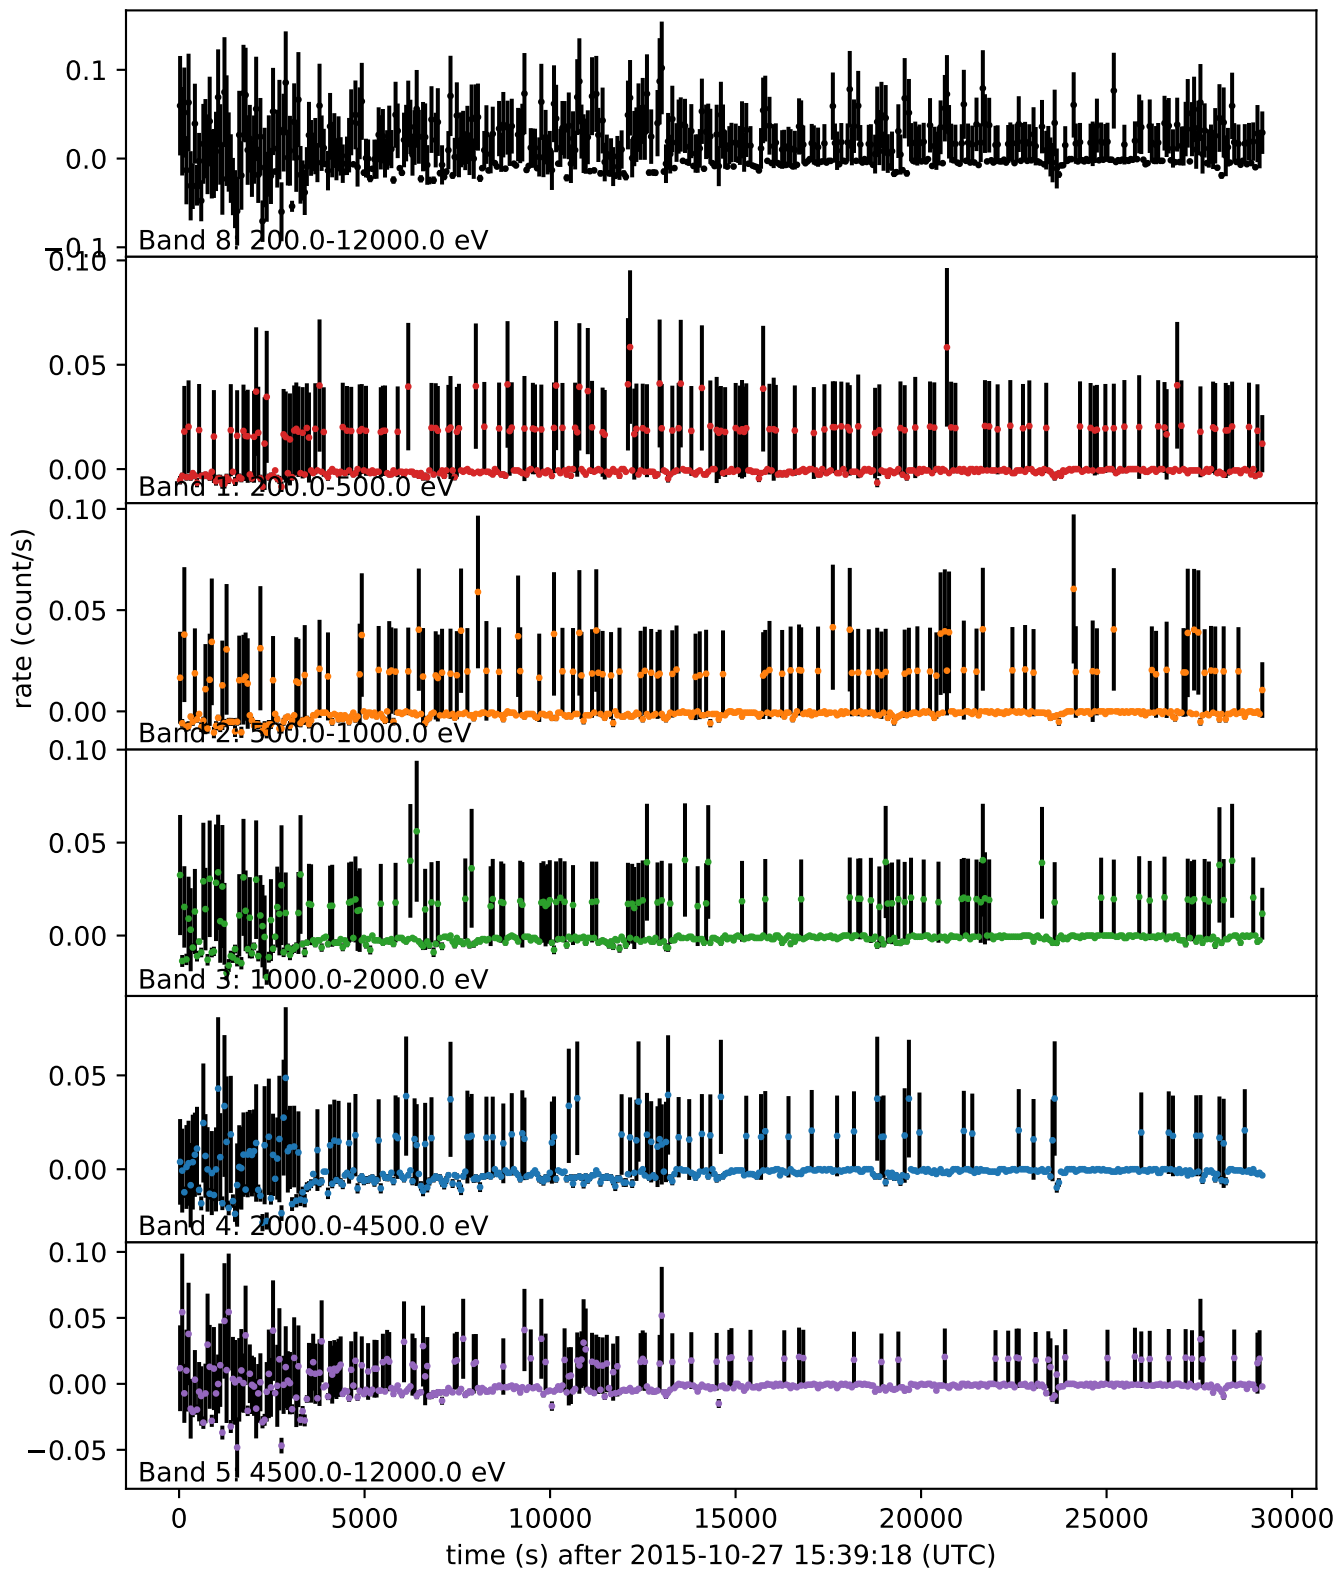 0.1
0.0
−0.1
Band 8: 200.0-12000.0 eV
0.10
0.05
0.00
Band 1: 200.0-500.0 eV
0.10
0.05
0.00
Band 2: 500.0-1000.0 eV
rate (count/s)
0.10
0.05
0.00
Band 3: 1000.0-2000.0 eV
0.05
0.00
Band 4: 2000.0-4500.0 eV
0.10
0.05
0.00
−0.05
Band 5: 4500.0-12000.0 eV
0 5000 10000 15000 20000 25000 30000
time (s) after 2015-10-27 15:39:18 (UTC)